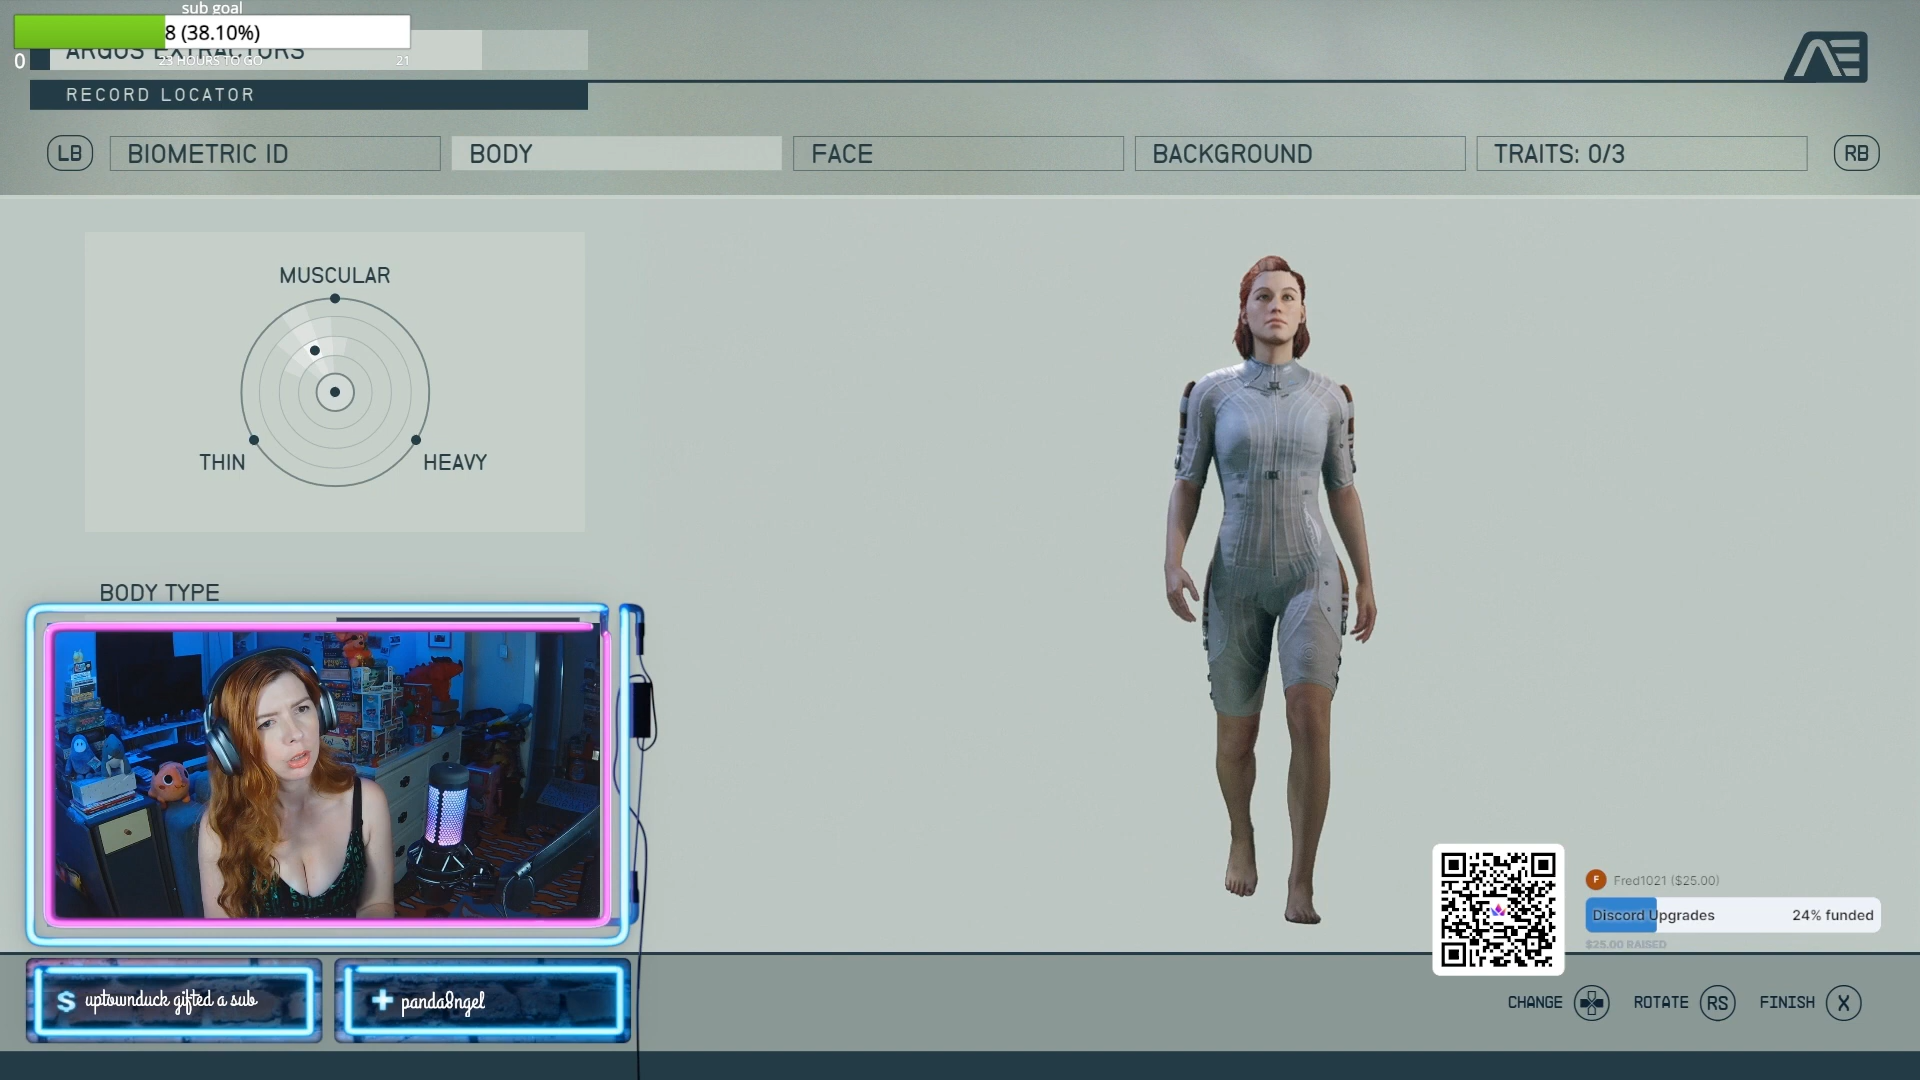 sub goal
8 (38.10%)
0
23 HOURS TO GO
21
ARGUS EXTRACTORS
AE
RECORD LOCATOR
LB
BIOMETRIC ID
BODY
FACE
BACKGROUND
TRAITS: 0/3
RB
MUSCULAR
THIN
HEAVY
BODY TYPE
F
Fred1021 ($25.00)
Discord Upgrades
24% funded
$25.00 RAISED
$ uptownduck gifted a sub
+ panda8ngel
CHANGE
ROTATE RS
FINISH X